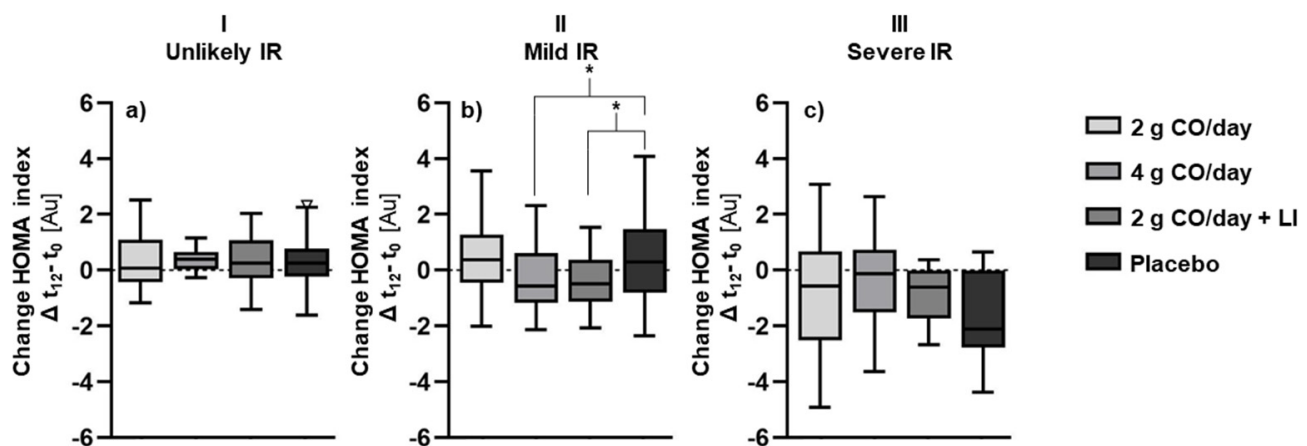 I
Unlikely IR
II
Mild IR
III
Severe IR
a)
b)
c)
Change HOMA index
Δ t12- t0 [Au]
6
4
2
0
-2
-4
-6
Change HOMA index
Δ t12- t0 [Au]
6
4
2
0
-2
-4
-6
*
*
Change HOMA index
Δ t12- t0 [Au]
6
4
2
0
-2
-4
-6
2 g CO/day
4 g CO/day
2 g CO/day + LI
Placebo